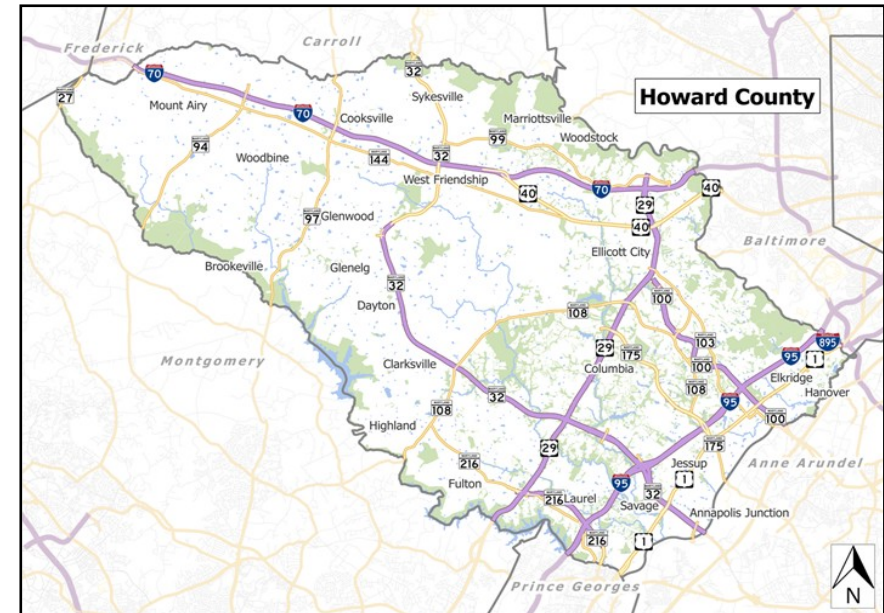 Carroll
Frederick
70
32
27
Mount Airy
Sykesville
Howard County
70
Cooksville
Marriottsville
Woodstock
94
99
Woodbine
144
32
West Friendship
40
70
40
29
97
Glenwood
40
Baltimore
Ellicott City
Brookeville
Glenelg
32
100
Dayton
108
103
895
29
175
95
1
Montgomery
Clarksville
Columbia
100
Elkridge
32
108
95
Hanover
108
100
Highland
29
175
216
Jessup
Anne Arundel
Fulton
95
1
216
Laurel
32
Savage
Annapolis Junction
216
1
Prince Georges
N